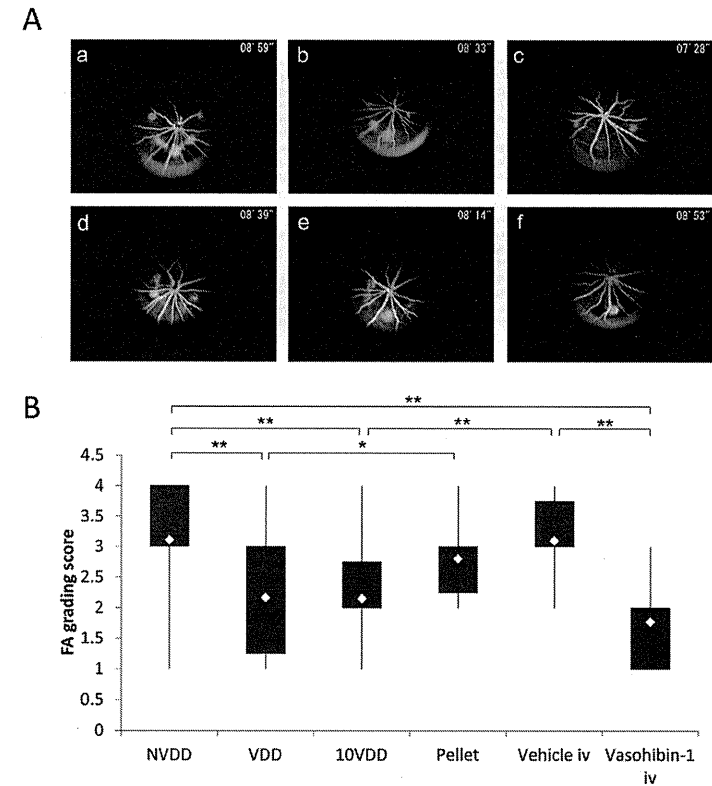 A
a 08'59"
b 08'33"
c 07'28"
d 08'39"
e 08'14"
f 08'53"
B
**
** **
** * **
4.5
4
3.5
3
2.5
2
1.5
1
0.5
0
FA grading score
NVDD VDD 10VDD Pellet Vehicle iv Vasohibin-1
iv